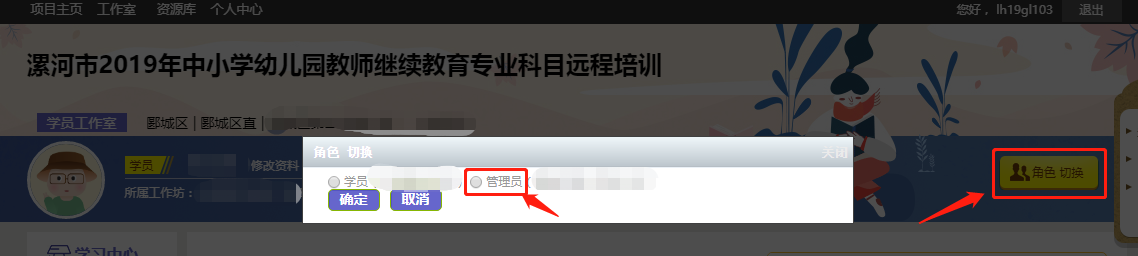 项目主页 工作室 资源库 个人中心 您好， lh19gl103 退出
漯河市2019年中小学幼儿园教师继续教育专业科目远程培训
学员工作室 郾城区 | 郾城区直 |
角色 切换 关闭
学员 修改资料
学员 管理员
角色 切换
所属工作坊：
确定 取消
学习中心